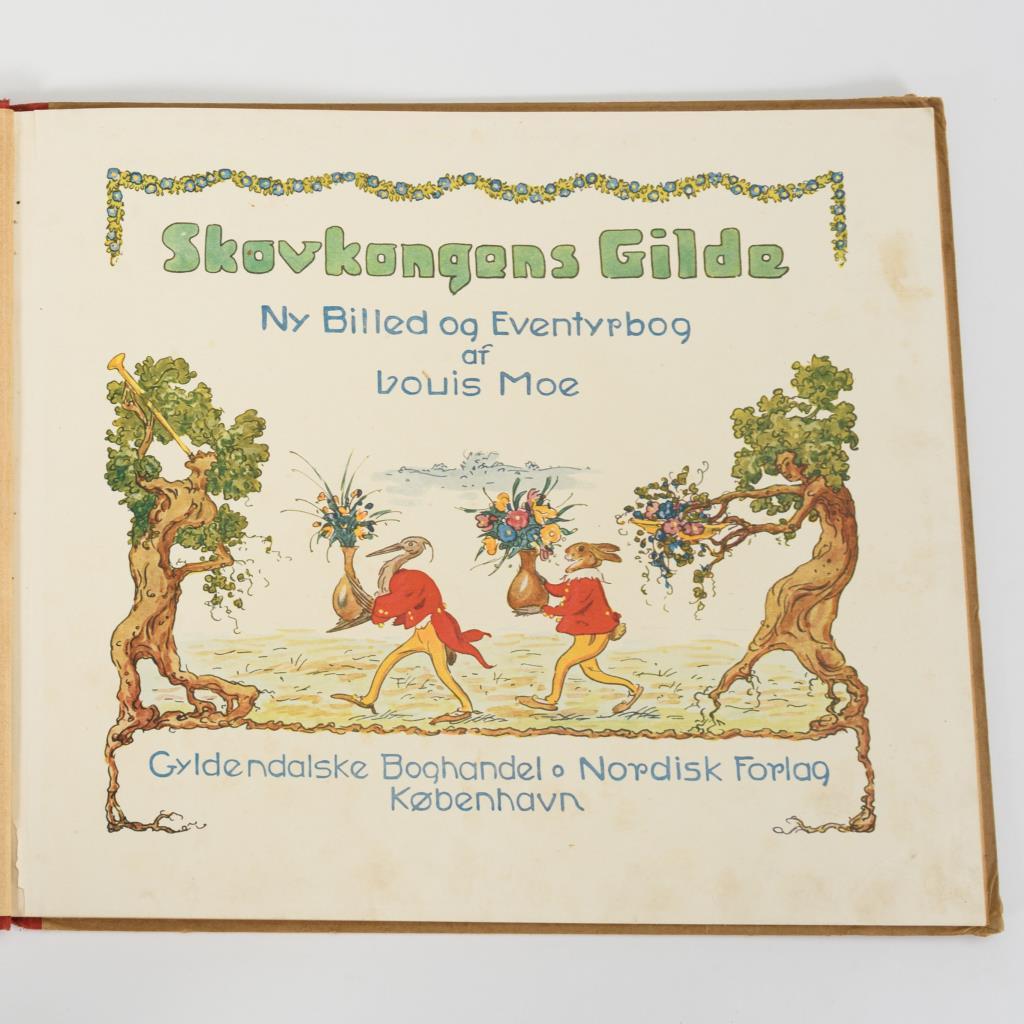 Skovkongens Gilde
Ny Billed og Eventyrbog
af
Louis Moe
Gyldendalske Boghandel o Nordisk Forlag
København